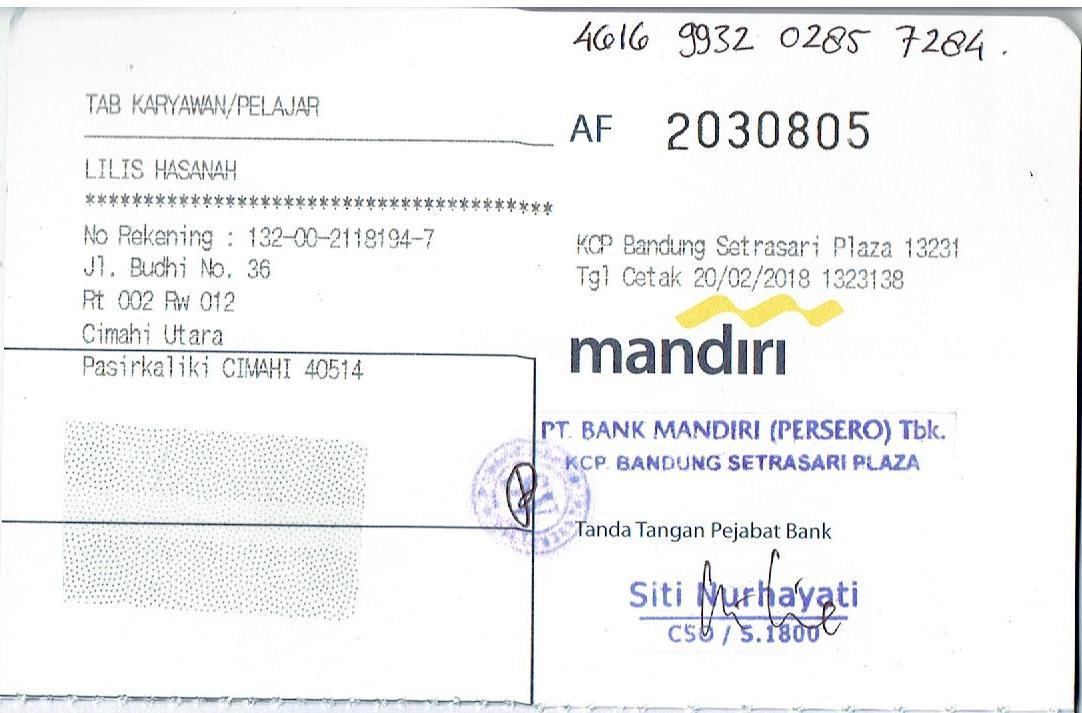 4616 9932 0285 7284 .
TAB KARYAWAN/PELAJAR
AF 2030805
LILIS HASANAH
****************************************
No Rekening : 132-00-2118194-7
Jl. Budhi No. 36
Rt 002 Rw 012
Cimahi Utara
Pasirkaliki CIMAHI 40514
KCP Bandung Setrasari Plaza 13231
Tgl Cetak 20/02/2018 1323138
mandiri
PT. BANK MANDIRI (PERSERO) Tbk.
KCP. BANDUNG SETRASARI PLAZA
Tanda Tangan Pejabat Bank
Siti Nurhayati
CSO / S.1800